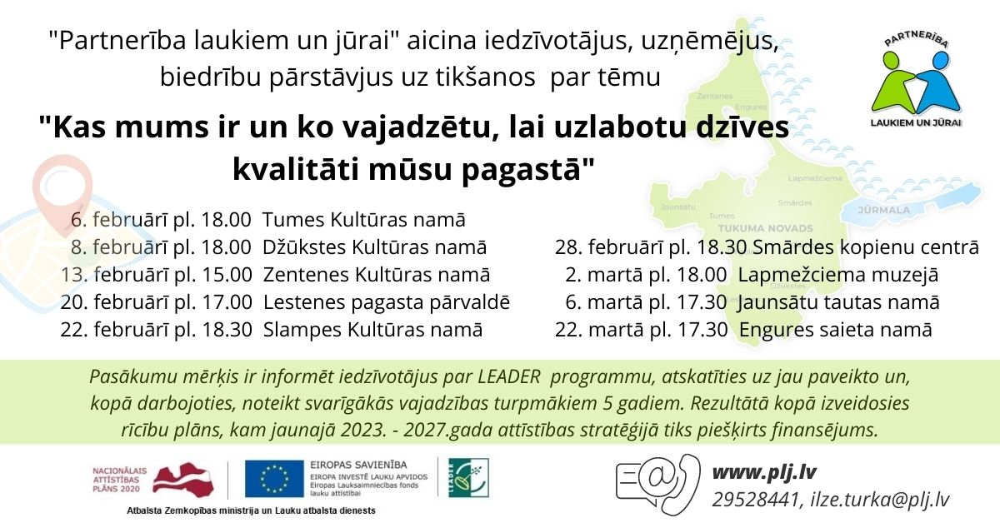 "Partnerība laukiem un jūrai" aicina iedzīvotājus, uzņēmējus,
biedrību pārstāvjus uz tikšanos par tēmu
"Kas mums ir un ko vajadzētu, lai uzlabotu dzīves
kvalitāti mūsu pagastā"
PARTNERĪBA
LAUKIEM UN JŪRAI
Zentenes
Engures
Lapmežciema
Smārdes
Jaunsātu
Tumes
TUKUMA NOVADS
JŪRMALA
Džūkstes
6. februārī pl. 18.00 Tumes Kultūras namā
8. februārī pl. 18.00 Džūkstes Kultūras namā
13. februārī pl. 15.00 Zentenes Kultūras namā
20. februārī pl. 17.00 Lestenes pagasta pārvaldē
22. februārī pl. 18.30 Slampes Kultūras namā
28. februārī pl. 18.30 Smārdes kopienu centrā
2. martā pl. 18.00 Lapmežciema muzejā
6. martā pl. 17.30 Jaunsātu tautas namā
22. martā pl. 17.30 Engures saieta namā
Pasākumu mērķis ir informēt iedzīvotājus par LEADER programmu, atskatīties uz jau paveikto un,
kopā darbojoties, noteikt svarīgākās vajadzības turpmākiem 5 gadiem. Rezultātā kopā izveidosies
rīcību plāns, kam jaunajā 2023. - 2027.gada attīstības stratēģijā tiks piešķirts finansējums.
NACIONĀLAIS
ATTĪSTĪBAS
PLĀNS 2020
EIROPAS SAVIENĪBA
EIROPA INVESTĒ LAUKU APVIDOS
Eiropas Lauksaimniecības fonds
lauku attīstībai
LEADER
Atbalsta Zemkopības ministrija un Lauku atbalsta dienests
www.plj.lv
29528441, ilze.turka@plj.lv